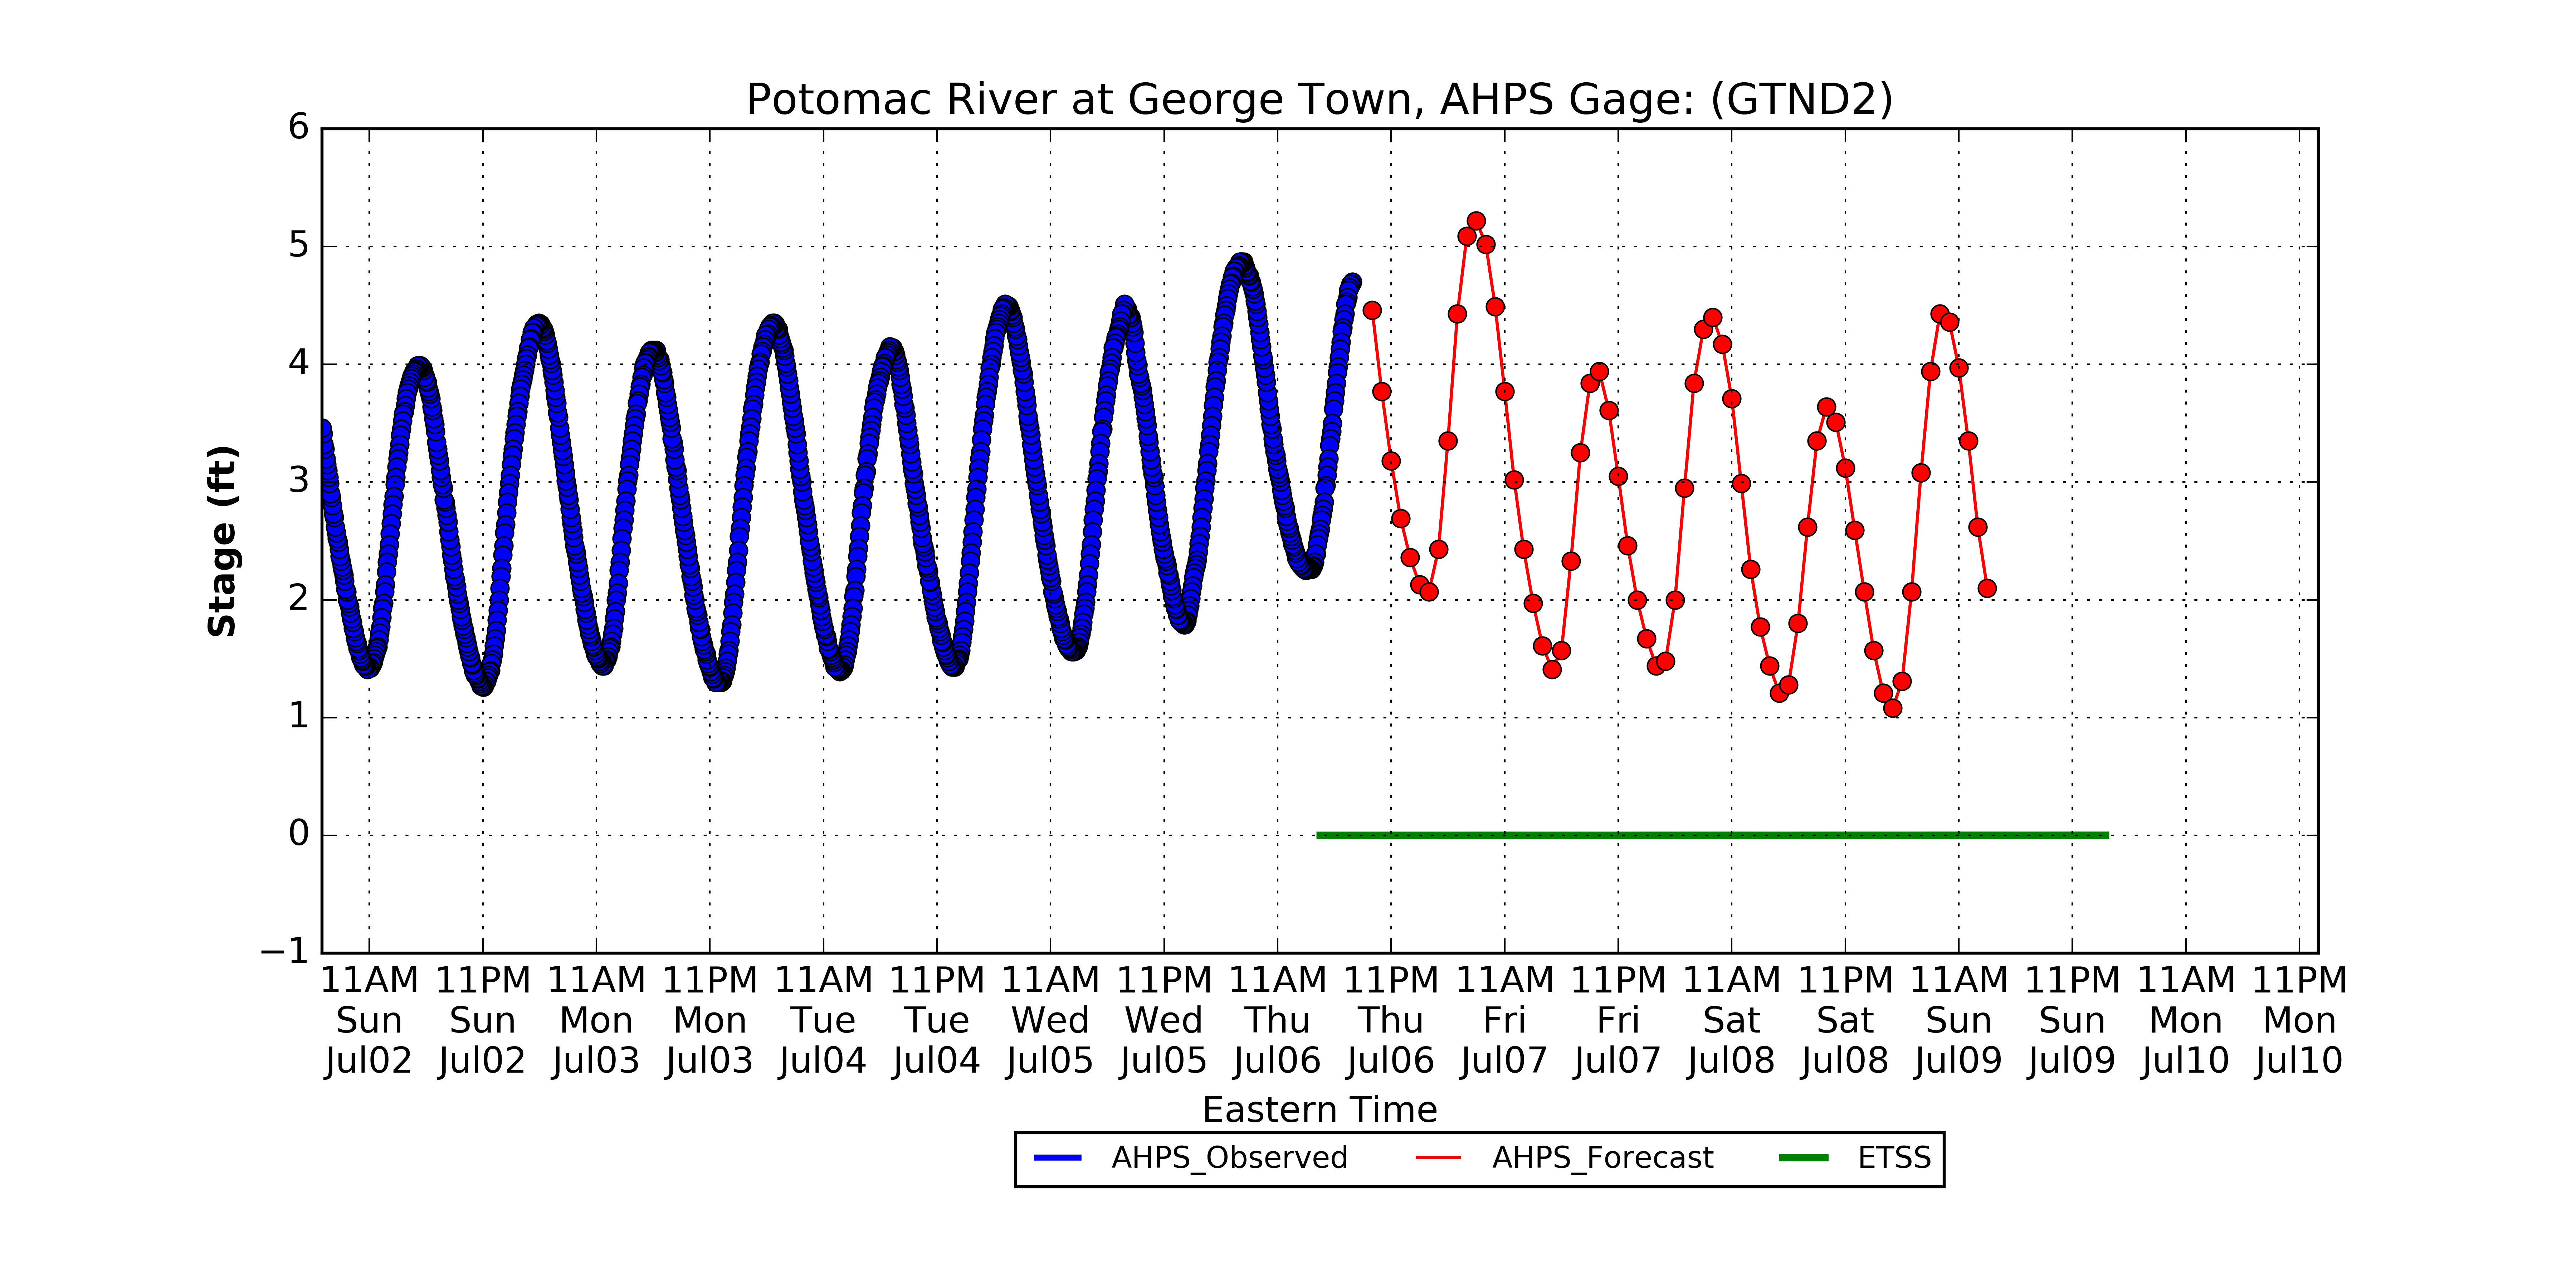 Potomac River at George Town, AHPS Gage: (GTND2)
6
5
4
3
2
1
0
−1
Stage (ft)
11AM 11PM 11AM 11PM 11AM 11PM 11AM 11PM 11AM 11PM 11AM 11PM 11AM 11PM 11AM 11PM 11AM 11PM
Sun Sun Mon Mon Tue Tue Wed Wed Thu Thu Fri Fri Sat Sat Sun Sun Mon Mon
Jul02 Jul02 Jul03 Jul03 Jul04 Jul04 Jul05 Jul05 Jul06 Jul06 Jul07 Jul07 Jul08 Jul08 Jul09 Jul09 Jul10 Jul10
Eastern Time
AHPS_Observed AHPS_Forecast ETSS